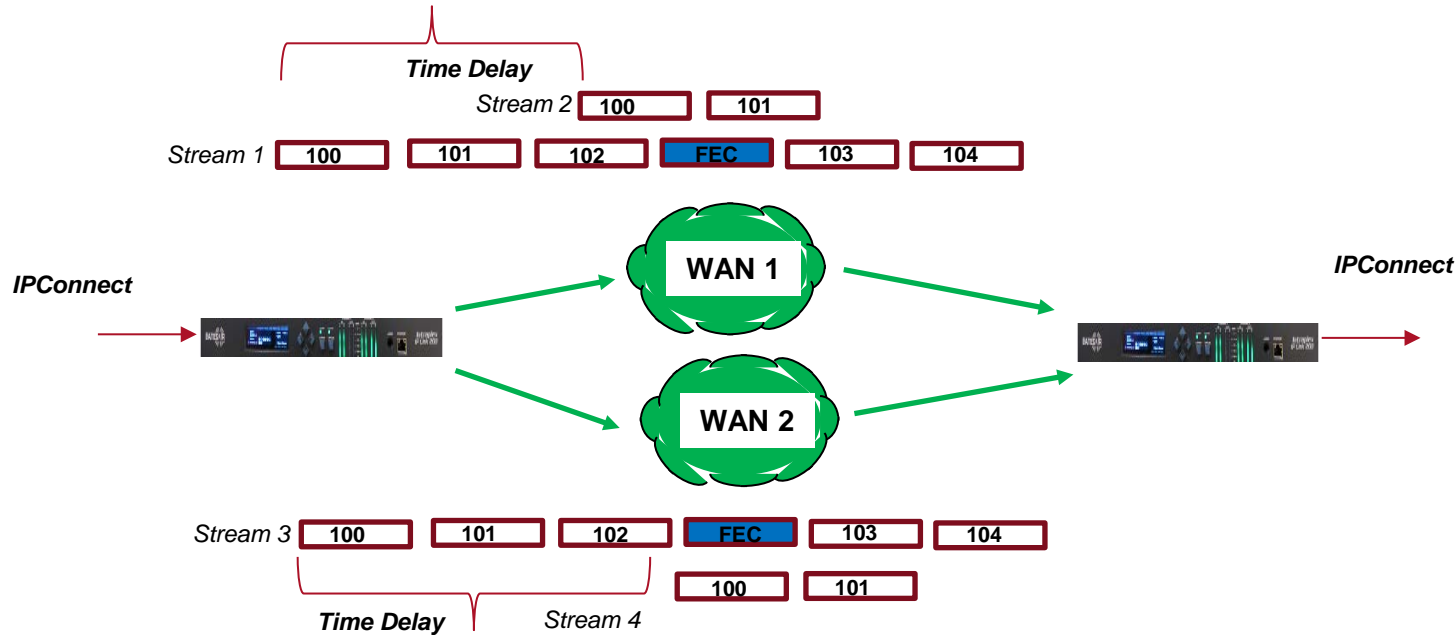 Time Delay
Stream 2 100 101
Stream 1 100 101 102 FEC 103 104
WAN 1
IPConnect
IPConnect
WAN 2
Stream 3 100 101 102 FEC 103 104
100 101
Time Delay Stream 4